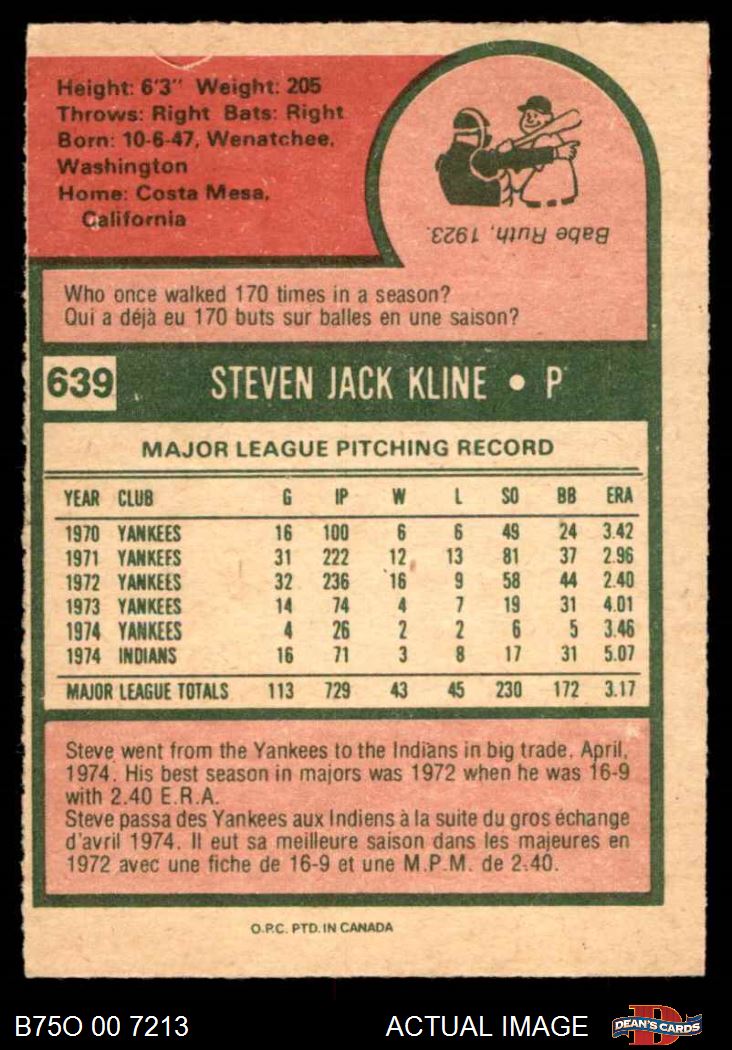 Height: 6'3" Weight: 205
Throws: Right Bats: Right
Born: 10-6-47, Wenatchee,
Washington
Home: Costa Mesa,
California
Babe Ruth, 1923.
Who once walked 170 times in a season?
Qui a déjà eu 170 buts sur balles en une saison?
639 STEVEN JACK KLINE • P
MAJOR LEAGUE PITCHING RECORD
YEAR CLUB G IP W L SO BB ERA
1970 YANKEES 16 100 6 6 49 24 3.42
1971 YANKEES 31 222 12 13 81 37 2.96
1972 YANKEES 32 236 16 9 58 44 2.40
1973 YANKEES 14 74 4 7 19 31 4.01
1974 YANKEES 4 26 2 2 6 5 3.46
1974 INDIANS 16 71 3 8 17 31 5.07
MAJOR LEAGUE TOTALS 113 729 43 45 230 172 3.17
Steve went from the Yankees to the Indians in big trade, April,
1974. His best season in majors was 1972 when he was 16-9
with 2.40 E.R.A.
Steve passa des Yankees aux Indiens à la suite du gros échange
d'avril 1974. Il eut sa meilleure saison dans les majeures en
1972 avec une fiche de 16-9 et une M.P.M. de 2.40.
O.P.C. PTD. IN CANADA
B75O 00 7213 ACTUAL IMAGE DEAN'S CARDS